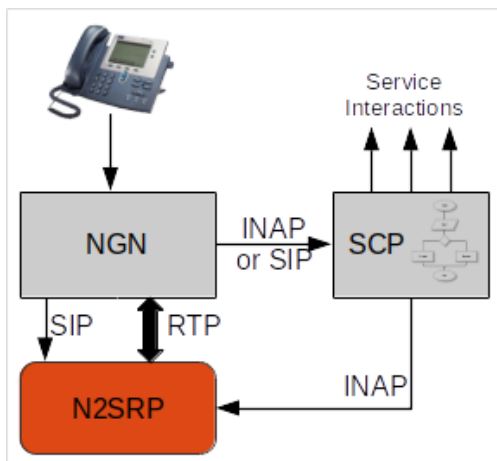 Service
Interactions
NGN
INAP
or SIP
SCP
SIP
RTP
INAP
N2SRP